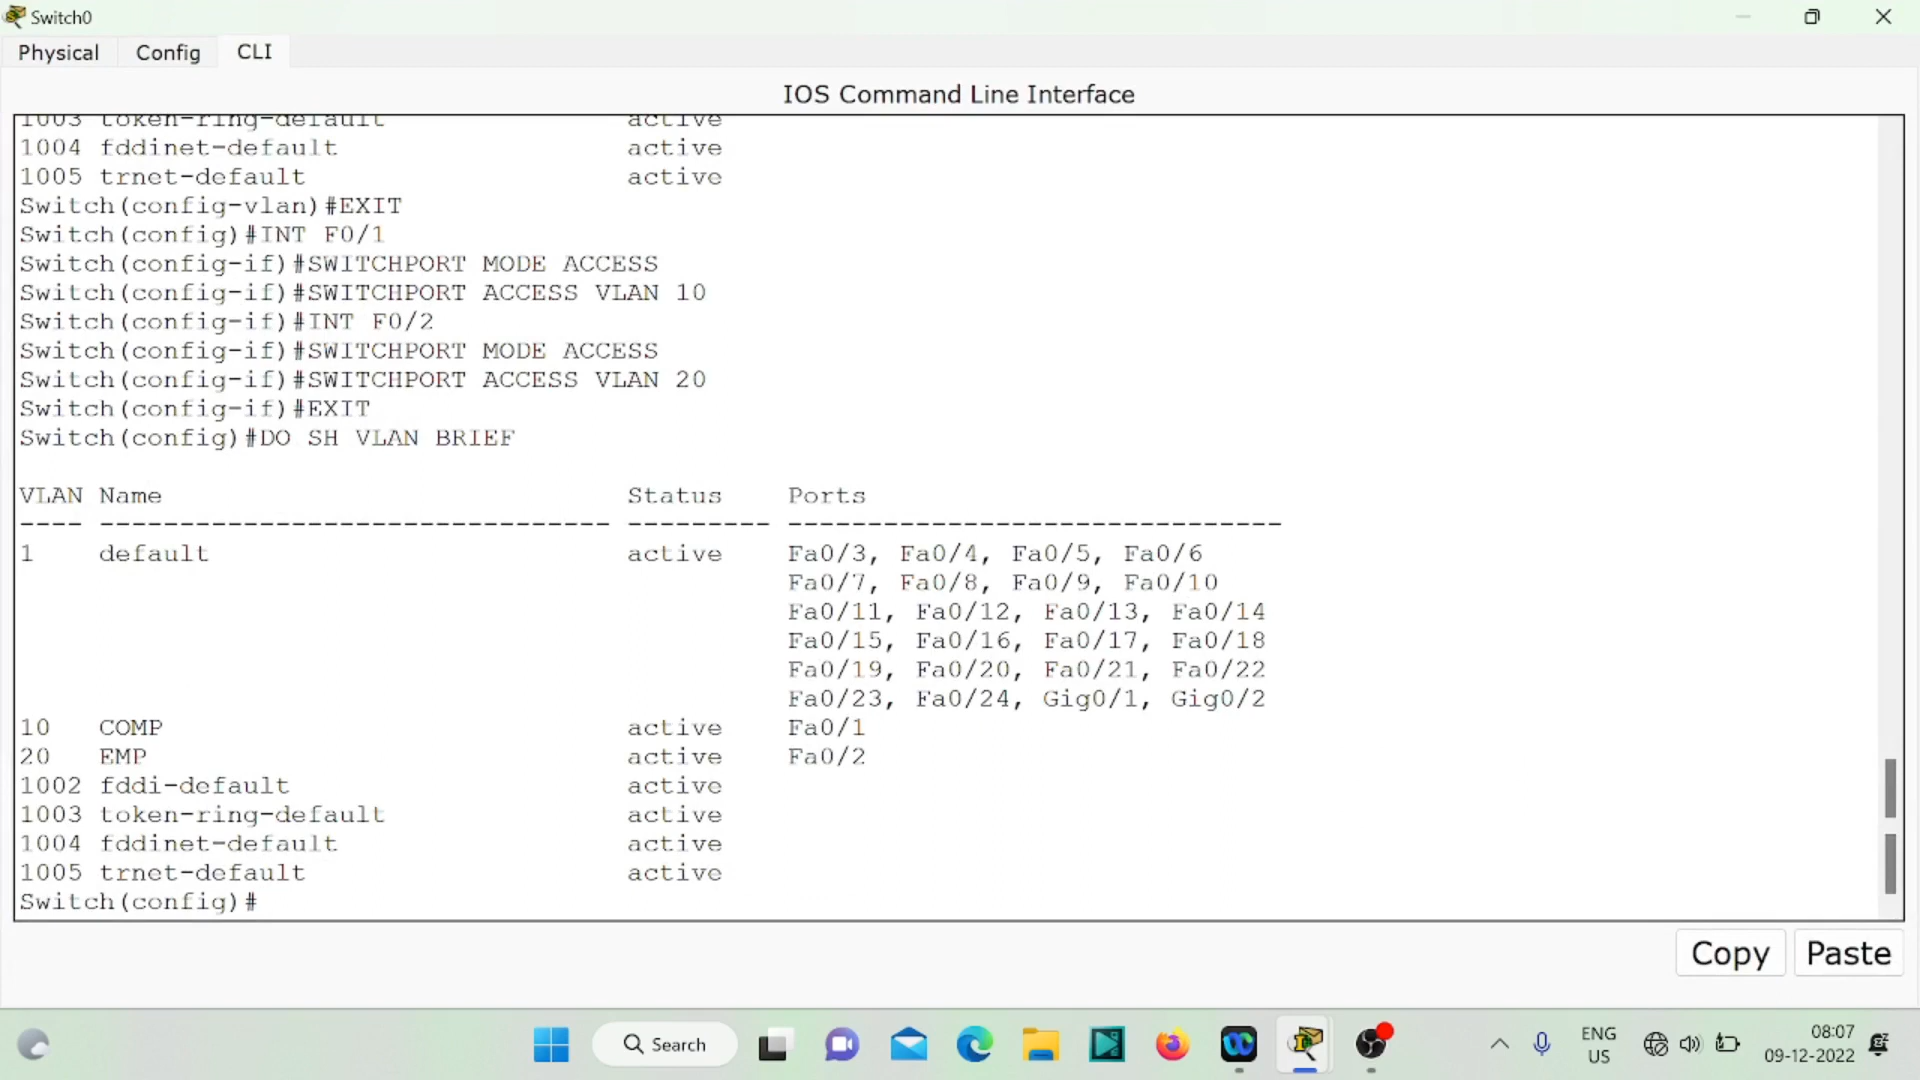 Switch0
Physical Config CLI
IOS Command Line Interface
1003 token-ring-default active
1004 fddinet-default active
1005 trnet-default active
Switch(config-vlan)#EXIT
Switch(config)#INT F0/1
Switch(config-if)#SWITCHPORT MODE ACCESS
Switch(config-if)#SWITCHPORT ACCESS VLAN 10
Switch(config-if)#INT F0/2
Switch(config-if)#SWITCHPORT MODE ACCESS
Switch(config-if)#SWITCHPORT ACCESS VLAN 20
Switch(config-if)#EXIT
Switch(config)#DO SH VLAN BRIEF
VLAN Name Status Ports
---- -------------------------------- --------- -------------------------------
1 default active Fa0/3, Fa0/4, Fa0/5, Fa0/6
Fa0/7, Fa0/8, Fa0/9, Fa0/10
Fa0/11, Fa0/12, Fa0/13, Fa0/14
Fa0/15, Fa0/16, Fa0/17, Fa0/18
Fa0/19, Fa0/20, Fa0/21, Fa0/22
Fa0/23, Fa0/24, Gig0/1, Gig0/2
10 COMP active Fa0/1
20 EMP active Fa0/2
1002 fddi-default active
1003 token-ring-default active
1004 fddinet-default active
1005 trnet-default active
Switch(config)#
Copy Paste
Search
ENG
US
08:07
09-12-2022